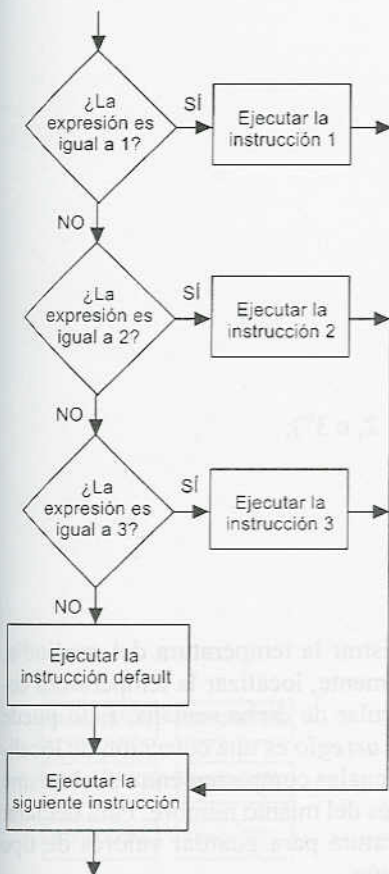 ¿La
expresión es
igual a 1?
SÍ
Ejecutar la
instrucción 1
NO
¿La
expresión es
igual a 2?
SÍ
Ejecutar la
instrucción 2
NO
¿La
expresión es
igual a 3?
SÍ
Ejecutar la
instrucción 3
NO
Ejecutar la
instrucción default
Ejecutar la
siguiente instrucción